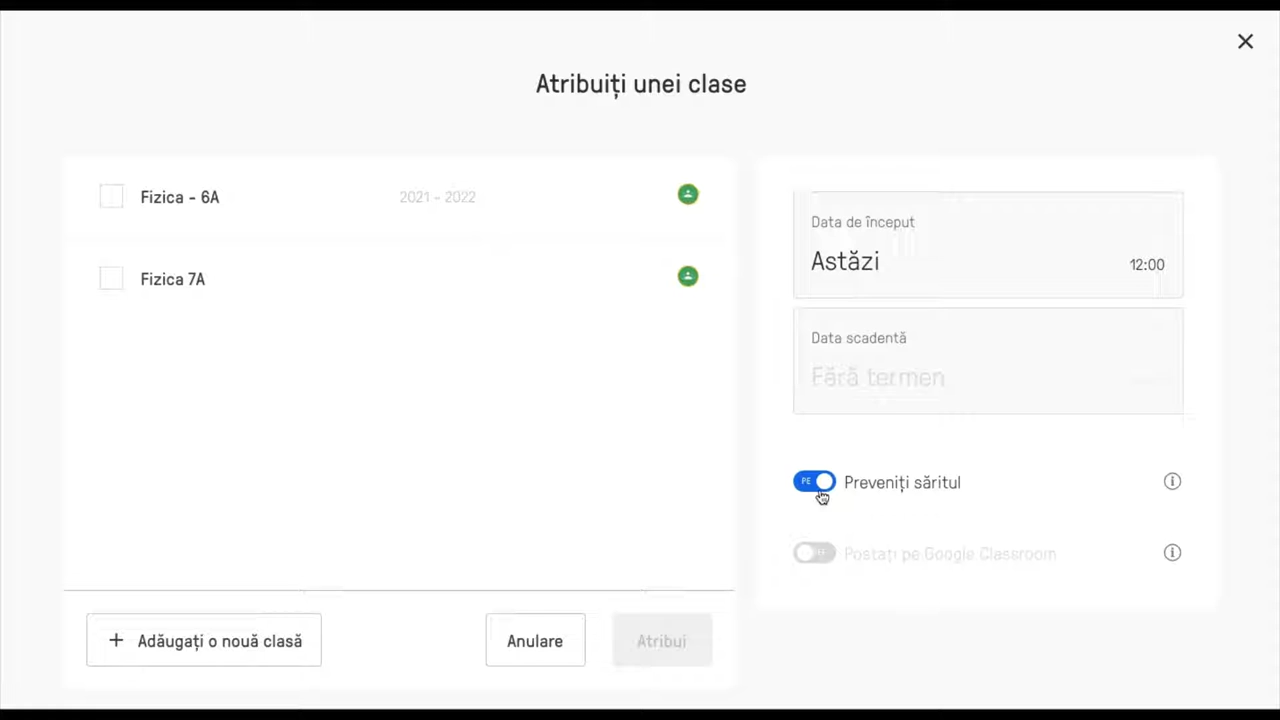 Atribuiți unei clase
Fizica - 6A 2021 - 2022
Fizica 7A
Data de început
Astăzi 12:00
Data scadentă
Fără termen
PE Preveniți săritul
Postați pe Google Classroom
+ Adăugați o nouă clasă Anulare Atribui